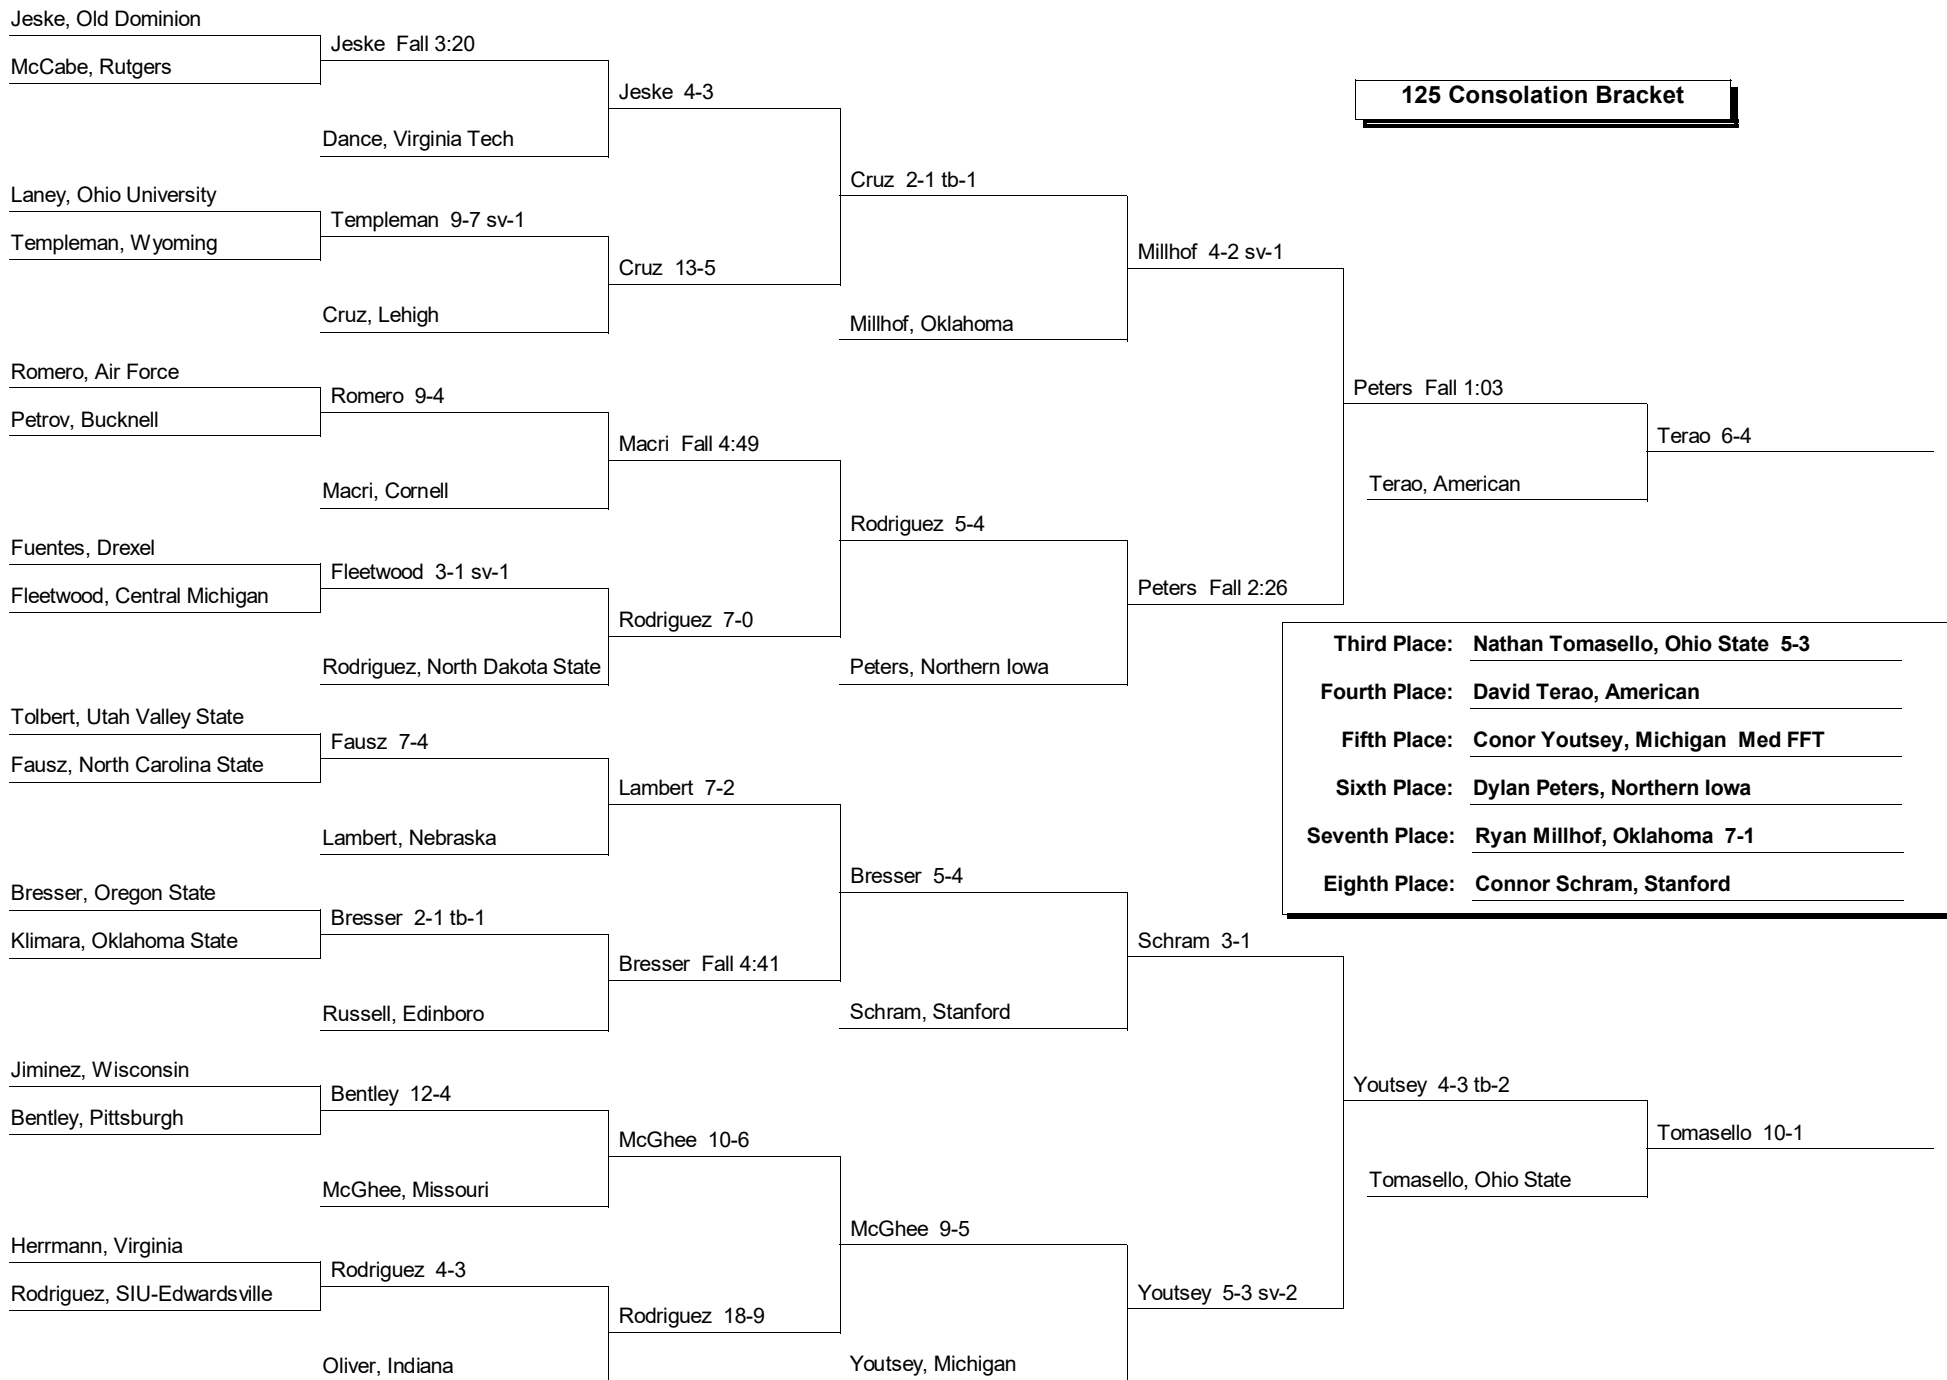 Jeske, Old Dominion
Jeske  Fall 3:20
McCabe, Rutgers
Jeske  4-3
125 Consolation Bracket
Dance, Virginia Tech
Cruz  2-1 tb-1
Laney, Ohio University
Templeman  9-7 sv-1
Templeman, Wyoming
Millhof  4-2 sv-1
Cruz  13-5
Cruz, Lehigh
Millhof, Oklahoma
Romero, Air Force
Peters  Fall 1:03
Romero  9-4
Petrov, Bucknell
Terao  6-4
Macri  Fall 4:49
Macri, Cornell
Terao, American
Rodriguez  5-4
Fuentes, Drexel
Fleetwood  3-1 sv-1
Fleetwood, Central Michigan
Peters  Fall 2:26
Rodriguez  7-0
Rodriguez, North Dakota State
Peters, Northern Iowa
Third Place: Nathan Tomasello, Ohio State  5-3
Fourth Place: David Terao, American
Fifth Place: Conor Youtsey, Michigan  Med FFT
Sixth Place: Dylan Peters, Northern Iowa
Seventh Place: Ryan Millhof, Oklahoma  7-1
Eighth Place: Connor Schram, Stanford
Tolbert, Utah Valley State
Fausz  7-4
Fausz, North Carolina State
Lambert  7-2
Lambert, Nebraska
Bresser  5-4
Bresser, Oregon State
Bresser  2-1 tb-1
Klimara, Oklahoma State
Schram  3-1
Bresser  Fall 4:41
Russell, Edinboro
Schram, Stanford
Jiminez, Wisconsin
Youtsey  4-3 tb-2
Bentley  12-4
Bentley, Pittsburgh
Tomasello  10-1
McGhee  10-6
McGhee, Missouri
Tomasello, Ohio State
McGhee  9-5
Herrmann, Virginia
Rodriguez  4-3
Rodriguez, SIU-Edwardsville
Youtsey  5-3 sv-2
Rodriguez  18-9
Oliver, Indiana
Youtsey, Michigan